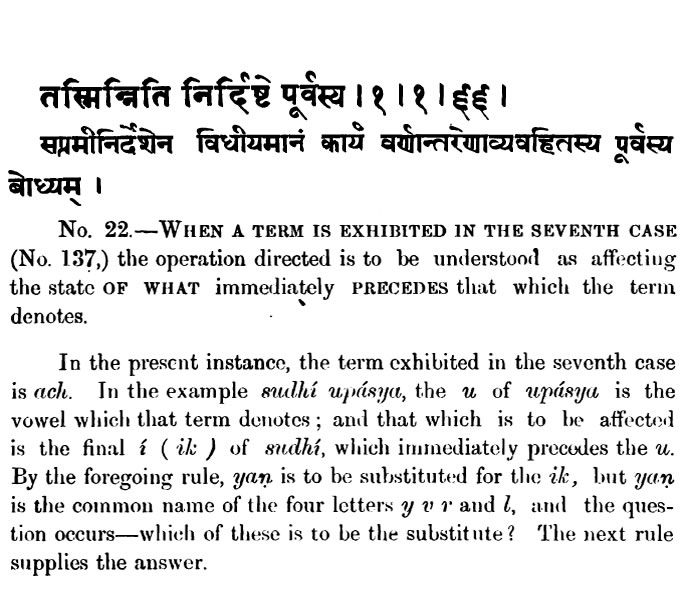 तस्मिन्निति निर्दिष्टे पूर्वस्य । १ । १ । ६६ ।
सप्तमीनिर्देशेन विधीयमानं कार्यं वर्णान्तरेणाव्यवहितस्य पूर्वस्य
बोध्यम् ।
No. 22.—WHEN A TERM IS EXHIBITED IN THE SEVENTH CASE
(No. 137,) the operation directed is to be understood as affecting
the state OF WHAT immediately PRECEDES that which the term
denotes.
In the present instance, the term exhibited in the seventh case
is ach. In the example sudhí upásya, the u of upásya is the
vowel which that term denotes ; and that which is to be affected
is the final í ( ik ) of sudhí, which immediately precedes the u.
By the foregoing rule, yaṇ is to be substituted for the ik, but yaṇ
is the common name of the four letters y v r and l, and the ques-
tion occurs—which of these is to be the substitute ? The next rule
supplies the answer.